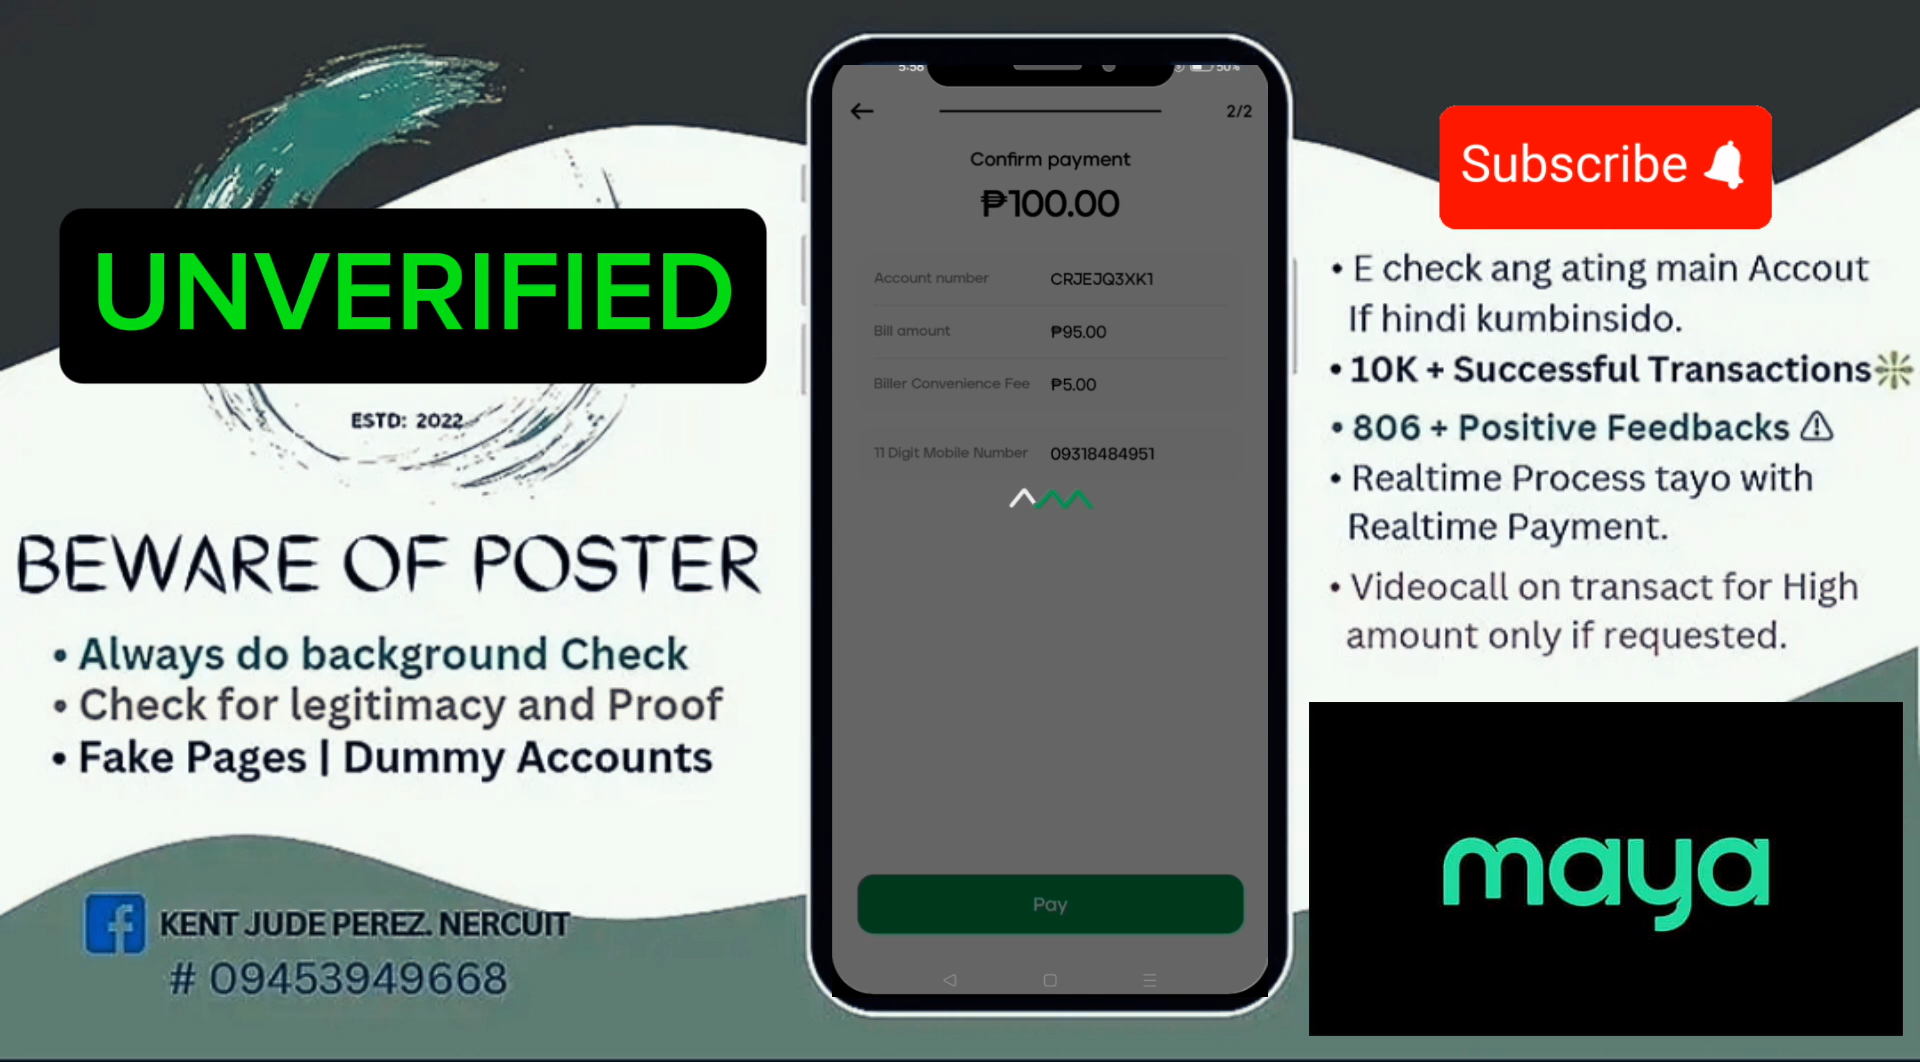 UNVERIFIED
ESTD: 2022
BEWARE OF POSTER
• Always do background Check
• Check for legitimacy and Proof
• Fake Pages | Dummy Accounts
KENT JUDE PEREZ. NERCUIT
# 09453949668
5:58
50%
2/2
Confirm payment
₱100.00
Account number CRJEJQ3XK1
Bill amount ₱95.00
Biller Convenience Fee ₱5.00
11 Digit Mobile Number 09318484951
Pay
Subscribe
• E check ang ating main Accout
If hindi kumbinsido.
• 10K + Successful Transactions
• 806 + Positive Feedbacks
• Realtime Process tayo with
Realtime Payment.
• Videocall on transact for High
amount only if requested.
maya